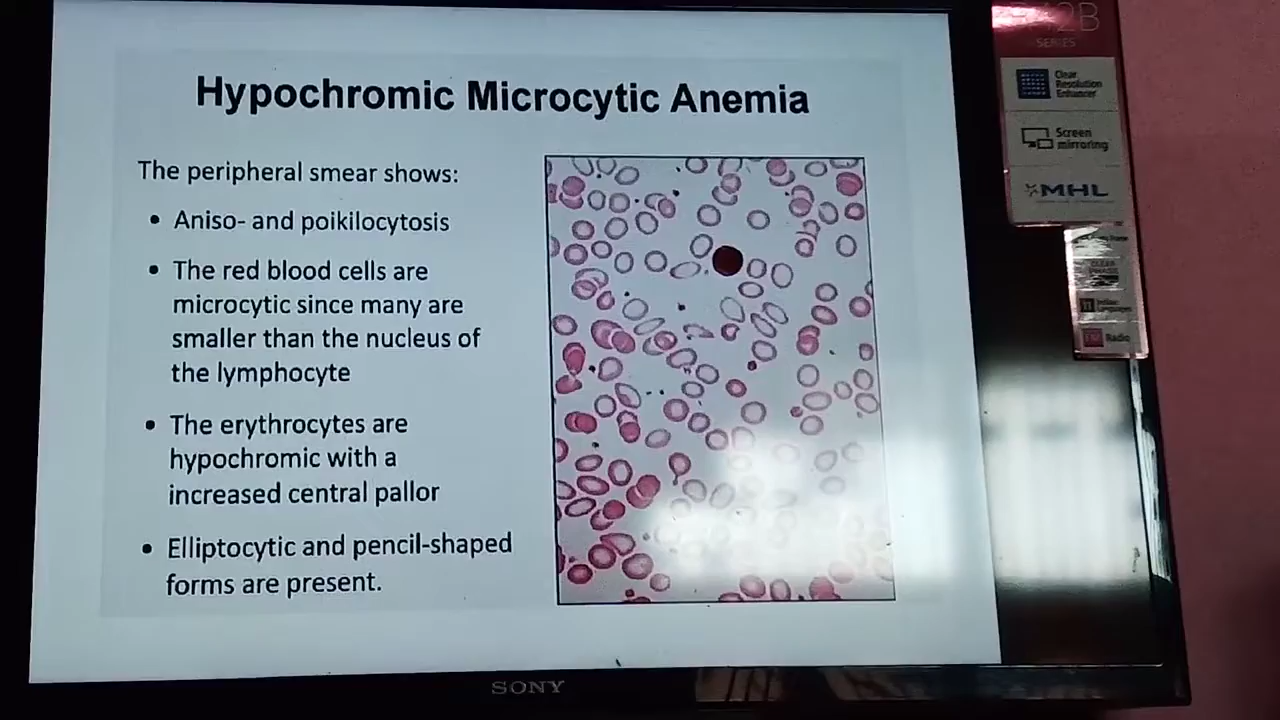 Hypochromic Microcytic Anemia
The peripheral smear shows:
• Aniso- and poikilocytosis
• The red blood cells are
microcytic since many are
smaller than the nucleus of
the lymphocyte
• The erythrocytes are
hypochromic with a
increased central pallor
• Elliptocytic and pencil-shaped
forms are present.
SONY
SERIES
Clear
Resolution
Enhancer
Screen
mirroring
MHL
Radio